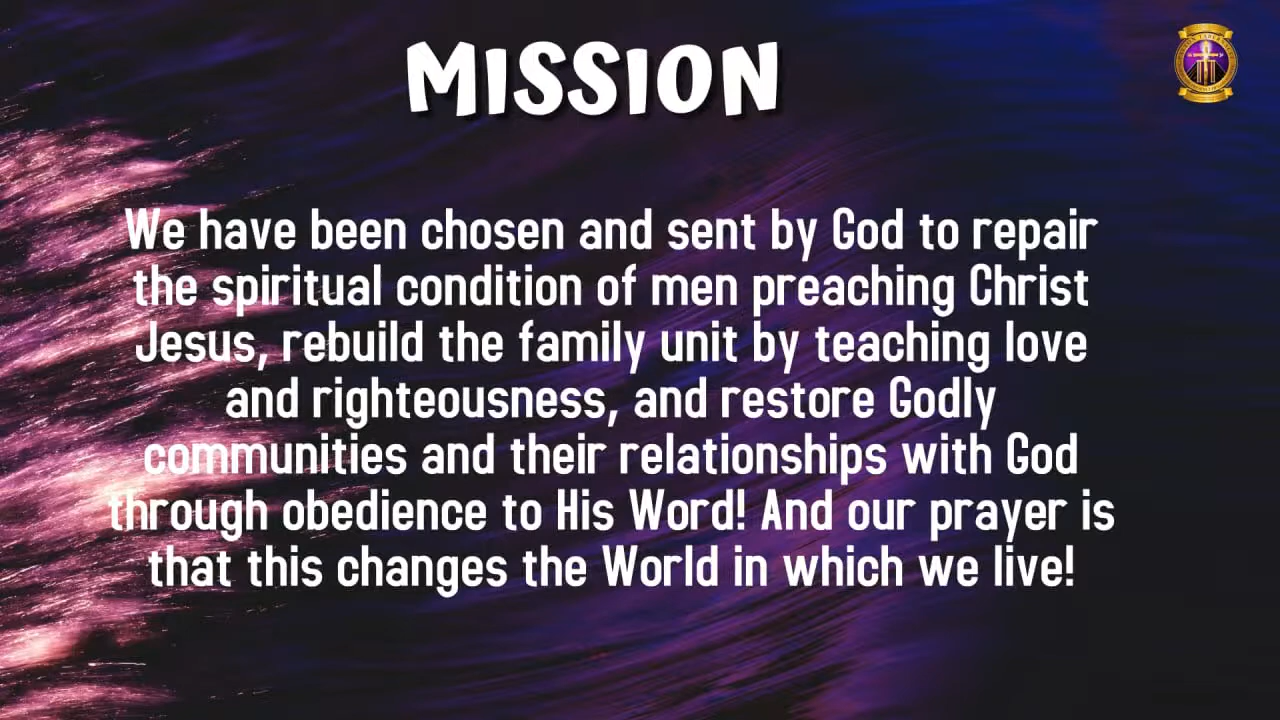 MISSION
We have been chosen and sent by God to repair
the spiritual condition of men preaching Christ
Jesus, rebuild the family unit by teaching love
and righteousness, and restore Godly
communities and their relationships with God
through obedience to His Word! And our prayer is
that this changes the World in which we live!